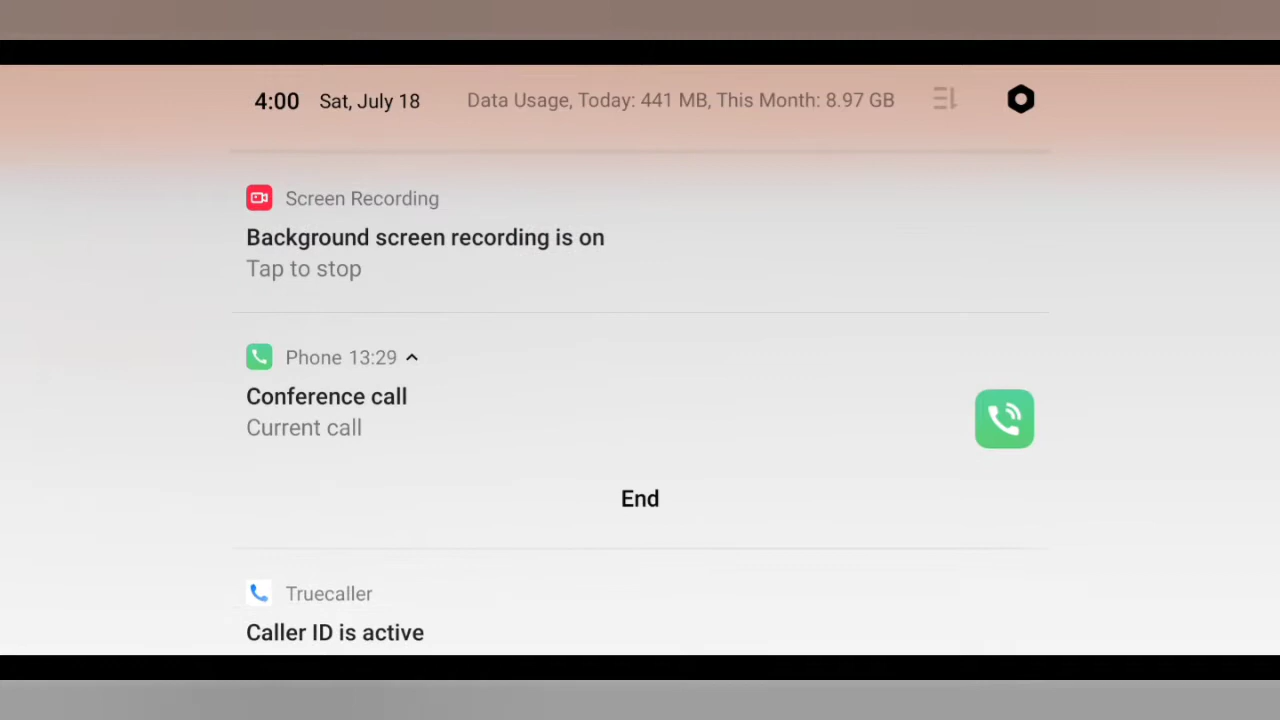 4:00 Sat, July 18 Data Usage, Today: 441 MB, This Month: 8.97 GB
Screen Recording
Background screen recording is on
Tap to stop
Phone 13:29
Conference call
Current call
End
Truecaller
Caller ID is active